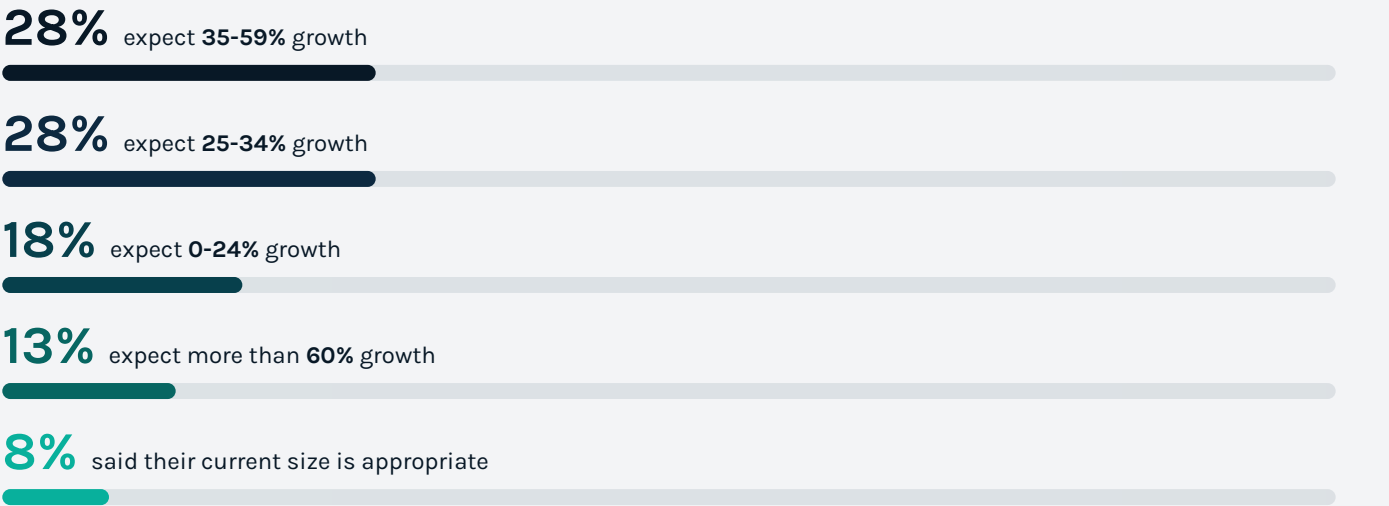 28% expect 35-59% growth
28% expect 25-34% growth
18% expect 0-24% growth
13% expect more than 60% growth
8% said their current size is appropriate